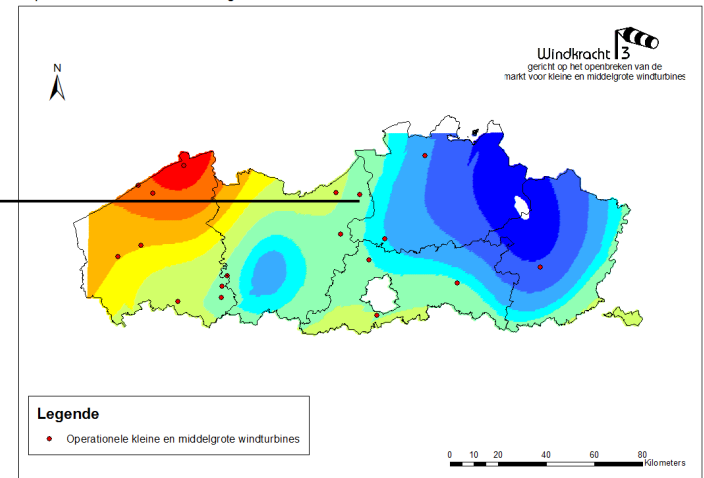 N
Windkracht 13
gericht op het openbreken van de
markt voor kleine en middelgrote windturbines
Legende
Operationele kleine en middelgrote windturbines
0 10 20 40 60 80
Kilometers